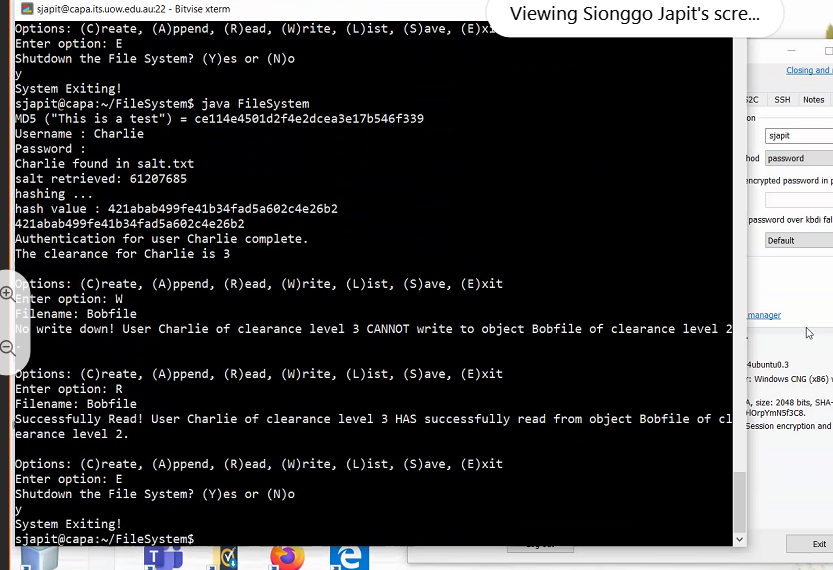 sjapit@capa.its.uow.edu.au:22 - Bitvise xterm
Viewing Sionggo Japit's scre...
Options: (C)reate, (A)ppend, (R)ead, (W)rite, (L)ist, (S)ave, (E)xit
Enter option: E
Shutdown the File System? (Y)es or (N)o
y
System Exiting!
sjapit@capa:~/FileSystem$ java FileSystem
MD5 ("This is a test") = ce114e4501d2f4e2dcea3e17b546f339
Username : Charlie
Password :
Charlie found in salt.txt
salt retrieved: 61207685
hashing ...
hash value : 421abab499fe41b34fad5a602c4e26b2
421abab499fe41b34fad5a602c4e26b2
Authentication for user Charlie complete.
The clearance for Charlie is 3
Options: (C)reate, (A)ppend, (R)ead, (W)rite, (L)ist, (S)ave, (E)xit
Enter option: W
Filename: Bobfile
No write down! User Charlie of clearance level 3 CANNOT write to object Bobfile of clearance level 2
.
Options: (C)reate, (A)ppend, (R)ead, (W)rite, (L)ist, (S)ave, (E)xit
Enter option: R
Filename: Bobfile
Successfully Read! User Charlie of clearance level 3 HAS successfully read from object Bobfile of cl
earance level 2.
Options: (C)reate, (A)ppend, (R)ead, (W)rite, (L)ist, (S)ave, (E)xit
Enter option: E
Shutdown the File System? (Y)es or (N)o
y
System Exiting!
sjapit@capa:~/FileSystem$
Closing and
S2C SSH Notes
on
sjapit
hod password
encrypted password in p
password over kbdi fal
Default
manager
4ubuntu0.3
r: Windows CNG (x86) w
A, size: 2048 bits, SHA-
HOrpYmN5f3C8.
Session encryption and
Exit